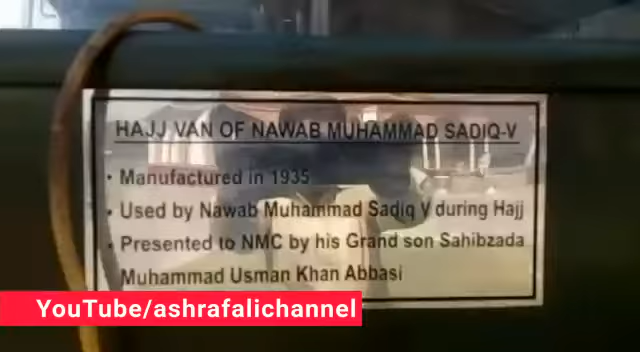 HAJJ VAN OF NAWAB MUHAMMAD SADIQ-V
• Manufactured in 1935
• Used by Nawab Muhammad Sadiq V during Hajj
• Presented to NMC by his Grand son Sahibzada
Muhammad Usman Khan Abbasi
YouTube/ashrafalichannel